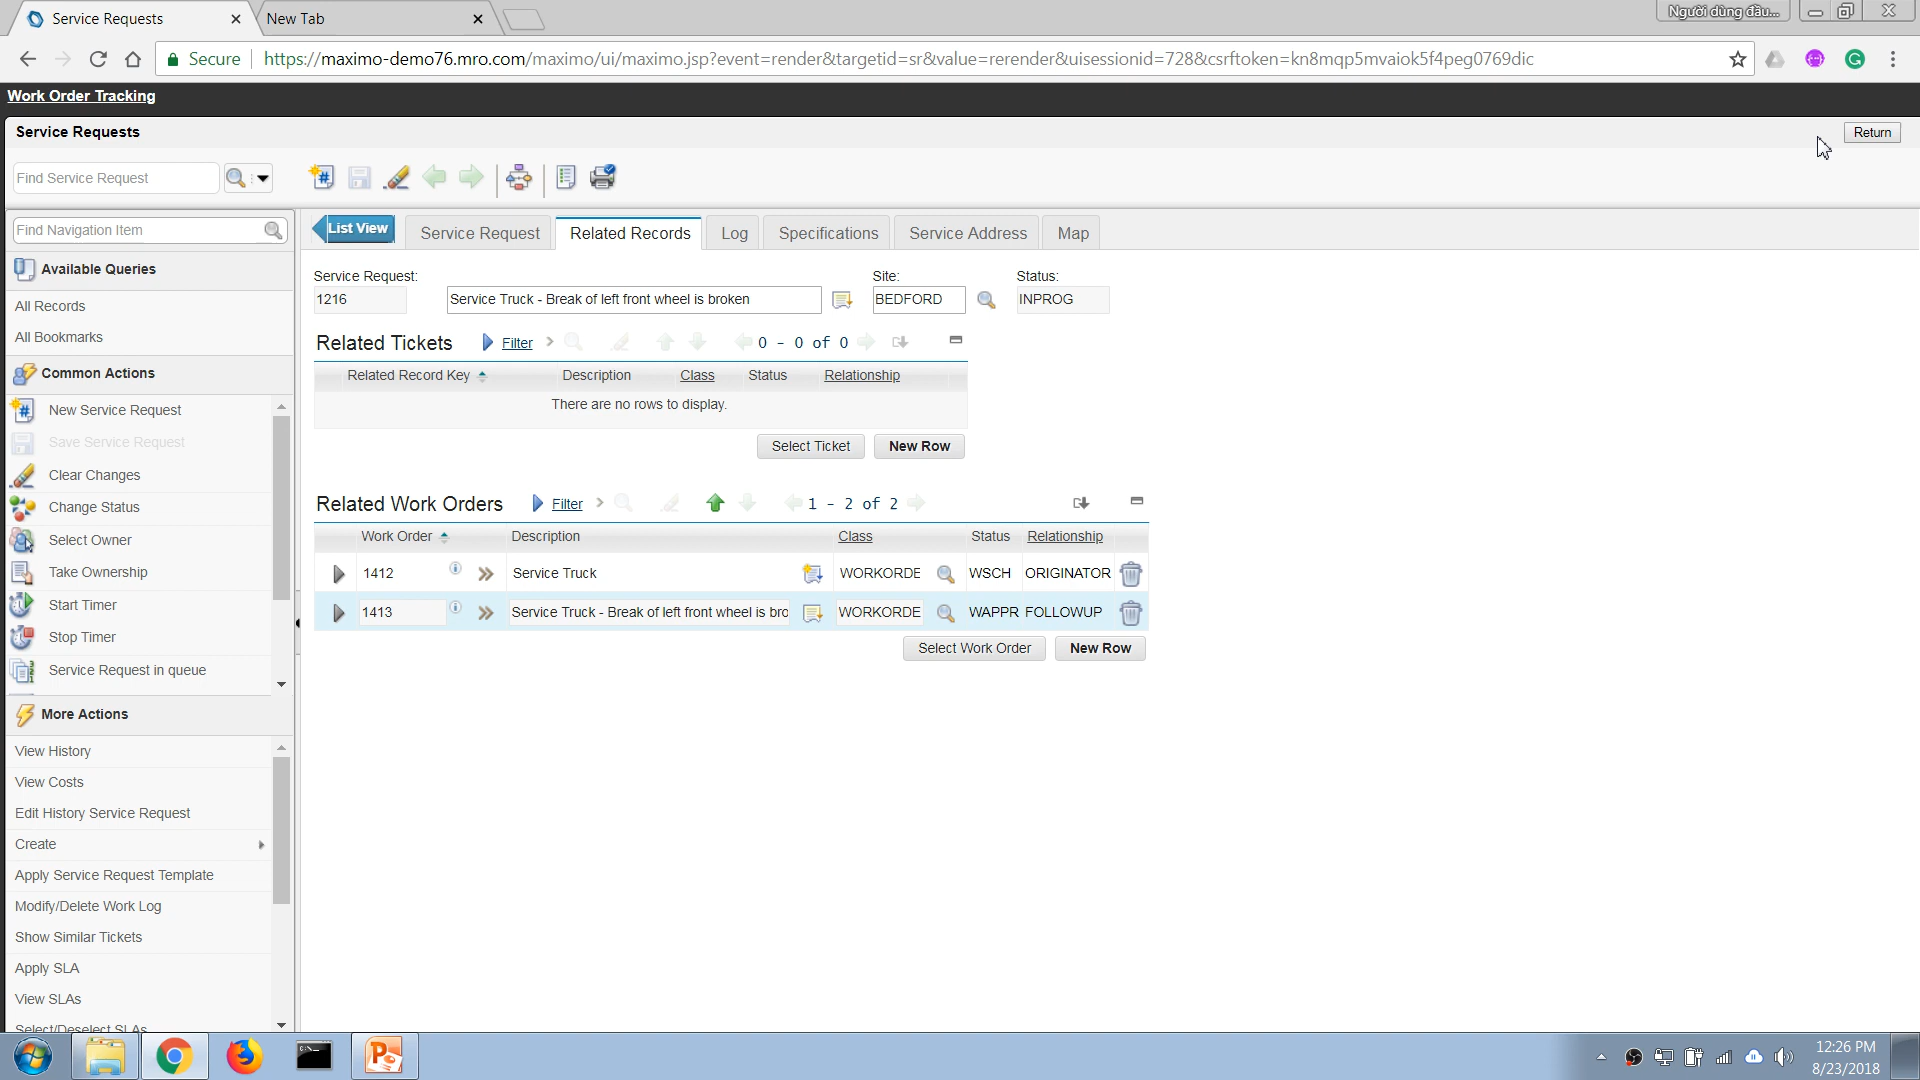 Service Requests
New Tab
Người dùng đầu...
Secure
https://maximo-demo76.mro.com/maximo/ui/maximo.jsp?event=render&targetid=sr&value=rerender&uisessionid=728&csrftoken=kn8mqp5mvaiok5f4peg0769dic
Work Order Tracking
Service Requests
Return
Find Service Request
Find Navigation Item
List View
Service Request
Related Records
Log
Specifications
Service Address
Map
Available Queries
All Records
All Bookmarks
Common Actions
New Service Request
Save Service Request
Clear Changes
Change Status
Select Owner
Take Ownership
Start Timer
Stop Timer
Service Request in queue
More Actions
View History
View Costs
Edit History Service Request
Create
Apply Service Request Template
Modify/Delete Work Log
Show Similar Tickets
Apply SLA
View SLAs
Select/Deselect SLAs
Service Request:
Site:
Status:
1216
Service Truck - Break of left front wheel is broken
BEDFORD
INPROG
Related Tickets
Filter
0 - 0 of 0
Related Record Key
Description
Class
Status
Relationship
There are no rows to display.
Select Ticket
New Row
Related Work Orders
Filter
1 - 2 of 2
Work Order
Description
Class
Status
Relationship
1412
Service Truck
WORKORDE
WSCH
ORIGINATOR
1413
Service Truck - Break of left front wheel is bro
WORKORDE
WAPPR
FOLLOWUP
Select Work Order
New Row
12:26 PM
8/23/2018